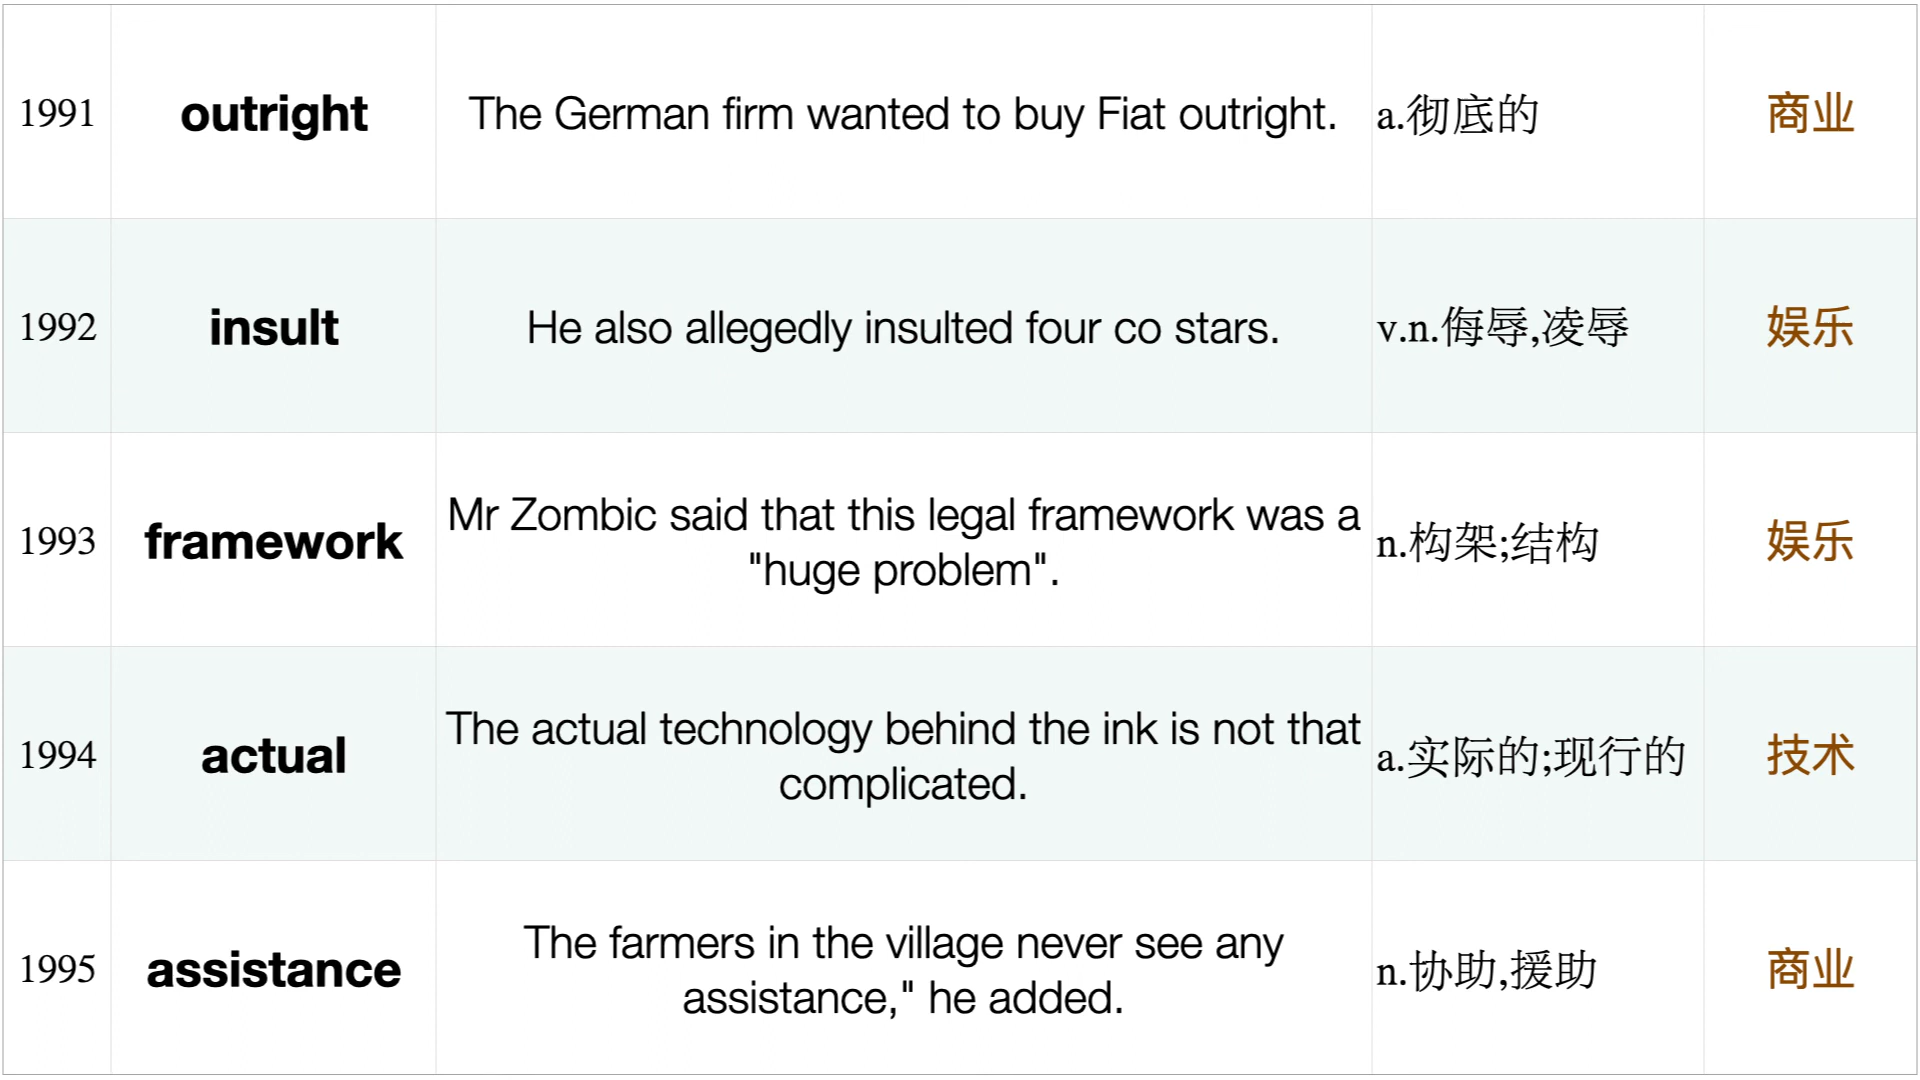 1991 outright The German firm wanted to buy Fiat outright. a.彻底的 商业
1992 insult He also allegedly insulted four co stars. v.n.侮辱,凌辱 娱乐
1993 framework Mr Zombic said that this legal framework was a
"huge problem". n.构架;结构 娱乐
1994 actual The actual technology behind the ink is not that
complicated. a.实际的;现行的 技术
1995 assistance The farmers in the village never see any
assistance," he added. n.协助,援助 商业